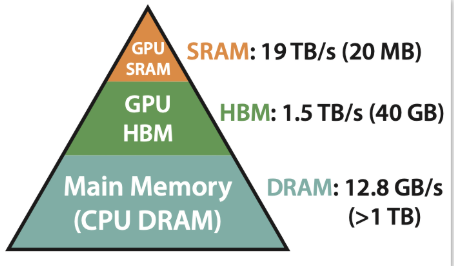 GPU
SRAM
SRAM: 19 TB/s (20 MB)
GPU
HBM
HBM: 1.5 TB/s (40 GB)
Main Memory
(CPU DRAM)
DRAM: 12.8 GB/s
(>1 TB)